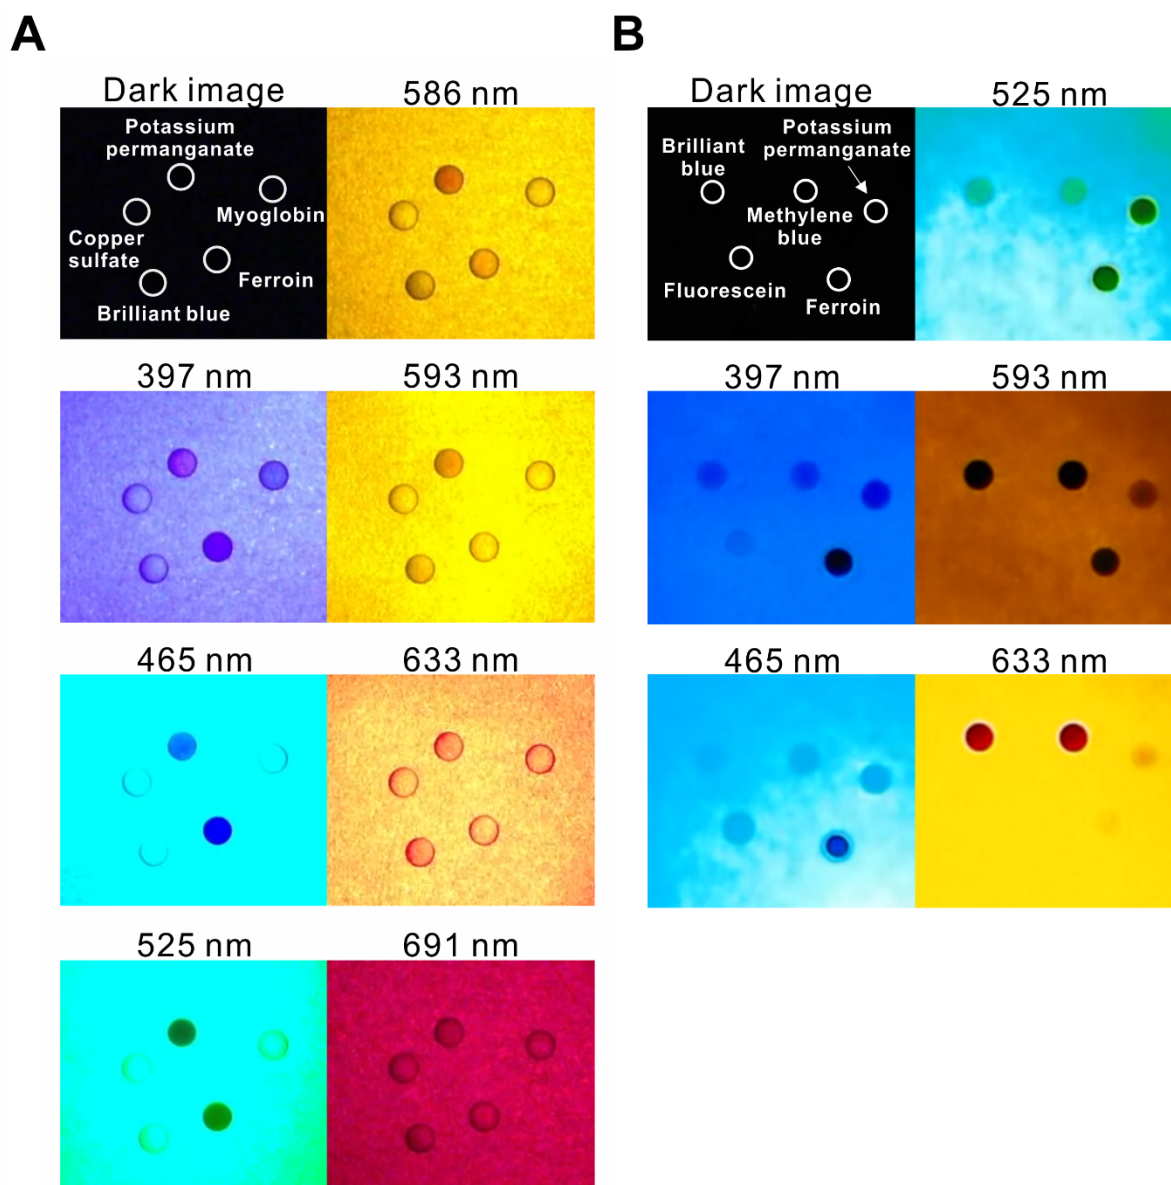 A
Dark image
586 nm
Potassium
permanganate
Myoglobin
Copper
sulfate
Ferroin
Brilliant blue
397 nm
593 nm
465 nm
633 nm
525 nm
691 nm
B
Dark image
525 nm
Potassium
permanganate
Brilliant
blue
Methylene
blue
Fluorescein
Ferroin
397 nm
593 nm
465 nm
633 nm